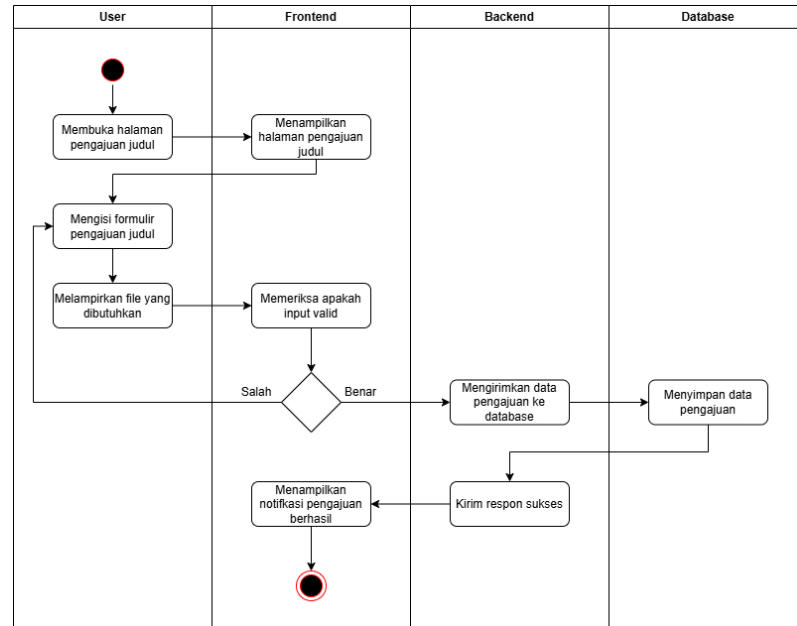 User
Frontend
Backend
Database
Membuka halaman
pengajuan judul
Menampilkan
halaman pengajuan
judul
Mengisi formulir
pengajuan judul
Melampirkan file yang
dibutuhkan
Memeriksa apakah
input valid
Salah
Benar
Mengirimkan data
pengajuan ke
database
Menyimpan data
pengajuan
Menampilkan
notifkasi pengajuan
berhasil
Kirim respon sukses